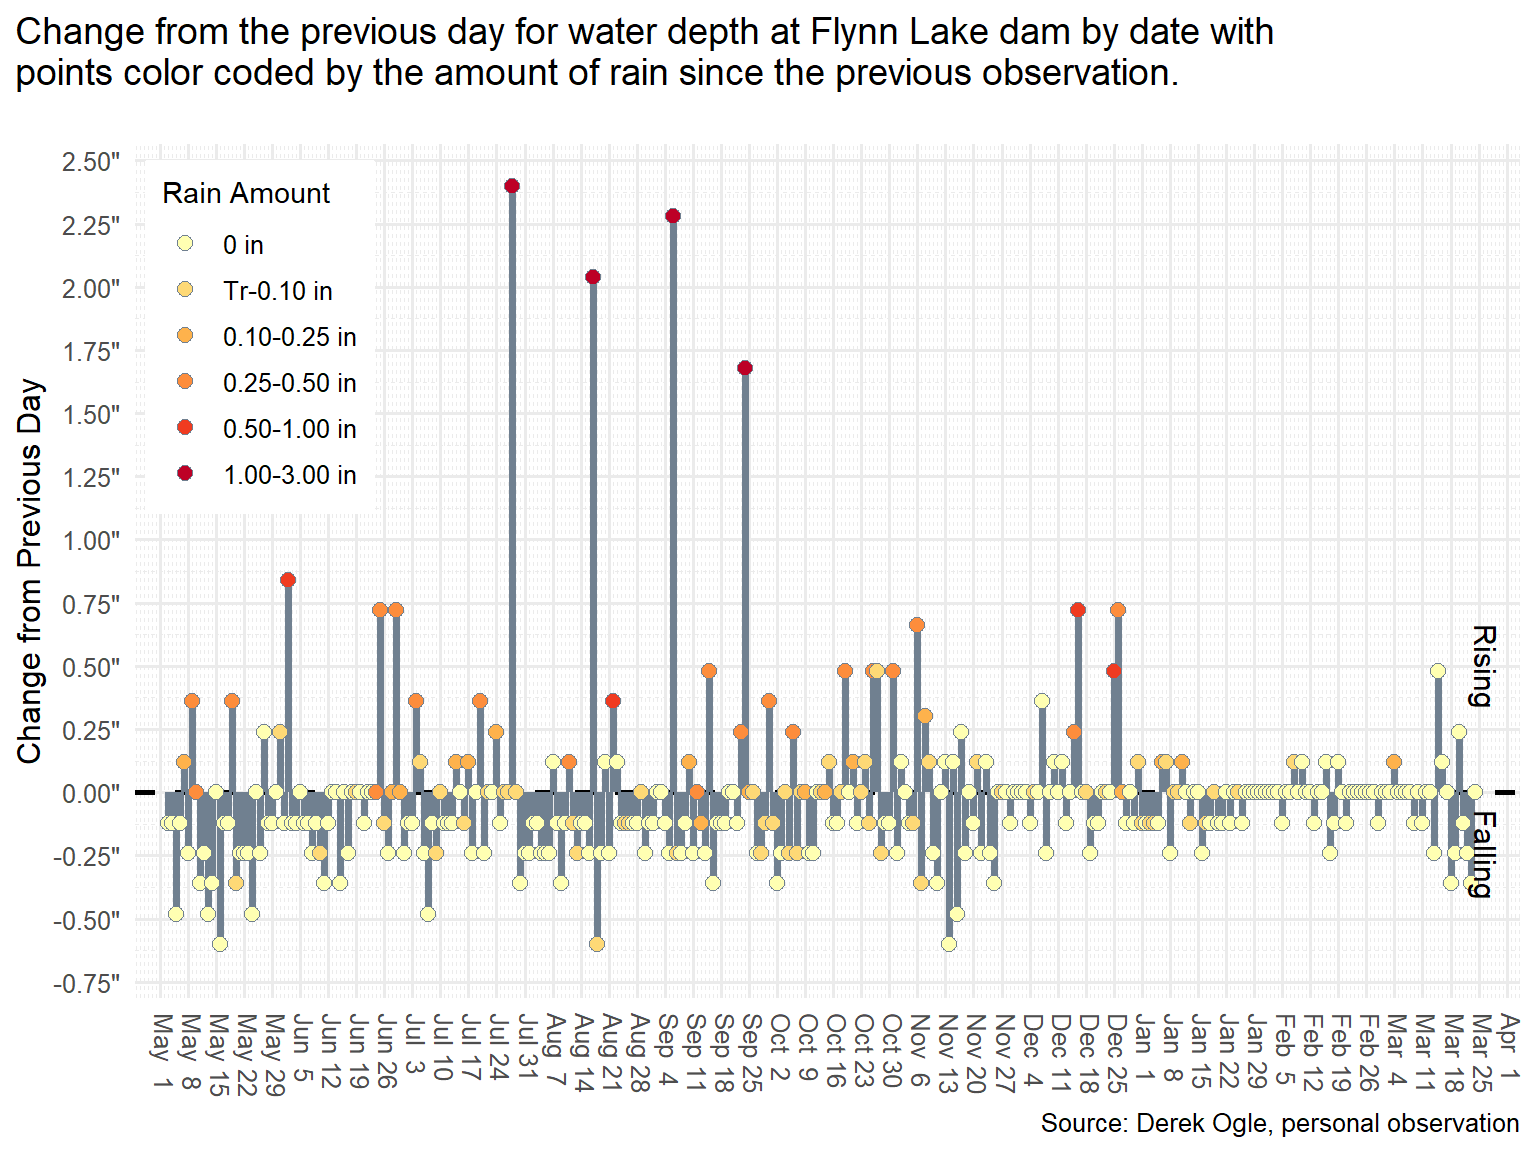 Change from the previous day for water depth at Flynn Lake dam by date with
points color coded by the amount of rain since the previous observation.
Change from Previous Day
2.50"
2.25"
2.00"
1.75"
1.50"
1.25"
1.00"
0.75"
0.50"
0.25"
0.00"
-0.25"
-0.50"
-0.75"
Rain Amount
0 in
Tr-0.10 in
0.10-0.25 in
0.25-0.50 in
0.50-1.00 in
1.00-3.00 in
Rising
Falling
May 1
May 8
May 15
May 22
May 29
Jun 5
Jun 12
Jun 19
Jun 26
Jul 3
Jul 10
Jul 17
Jul 24
Jul 31
Aug 7
Aug 14
Aug 21
Aug 28
Sep 4
Sep 11
Sep 18
Sep 25
Oct 2
Oct 9
Oct 16
Oct 23
Oct 30
Nov 6
Nov 13
Nov 20
Nov 27
Dec 4
Dec 11
Dec 18
Dec 25
Jan 1
Jan 8
Jan 15
Jan 22
Jan 29
Feb 5
Feb 12
Feb 19
Feb 26
Mar 4
Mar 11
Mar 18
Mar 25
Apr 1
Source: Derek Ogle, personal observation